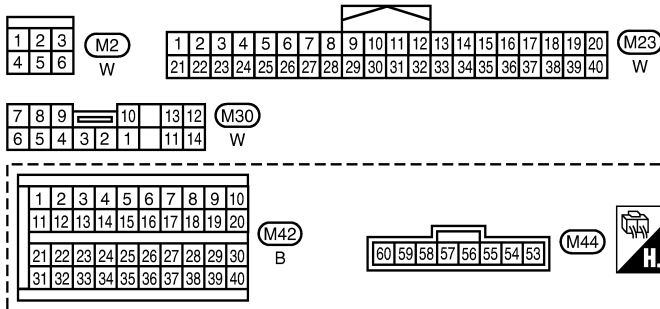 1 2 3
4 5 6
M2
W
1 2 3 4 5 6 7 8 9 10 11 12 13 14 15 16 17 18 19 20
21 22 23 24 25 26 27 28 29 30 31 32 33 34 35 36 37 38 39 40
M23
W
7 8 9 10 13 12
6 5 4 3 2 1 11 14
M30
W
1 2 3 4 5 6 7 8 9 10
11 12 13 14 15 16 17 18 19 20
21 22 23 24 25 26 27 28 29 30
31 32 33 34 35 36 37 38 39 40
M42
B
60 59 58 57 56 55 54 53
M44
H.